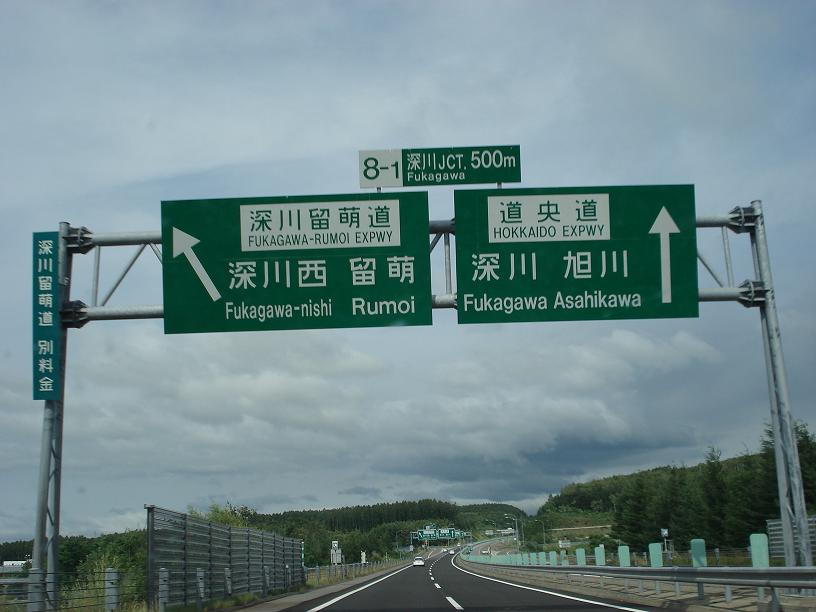 8-1 深川JCT. 500m
Fukagawa
深川留萌道
FUKAGAWA-RUMOI EXPWY
深川西 留萌
Fukagawa-nishi Rumoi
道央道
HOKKAIDO EXPWY
深川 旭川
Fukagawa Asahikawa
深川留萌道 別料金